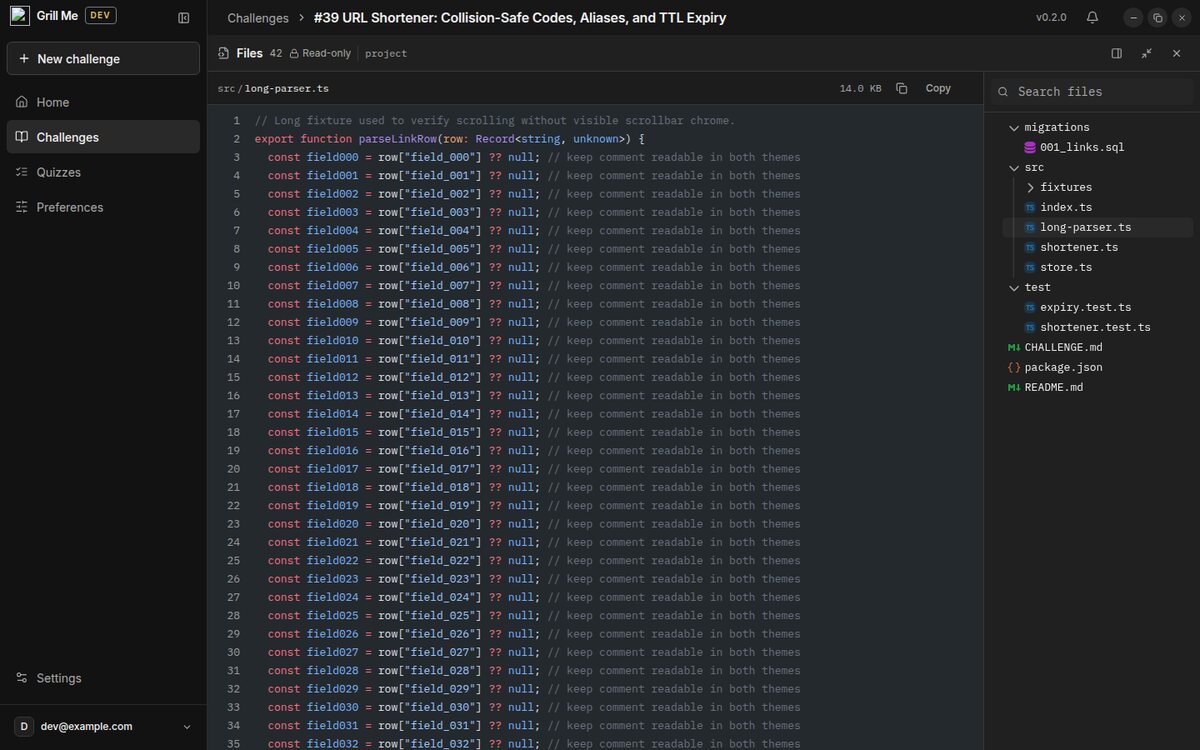 Grill Me DEV
New challenge
Home
Challenges
Quizzes
Preferences
Settings
D dev@example.com
Challenges > #39 URL Shortener: Collision-Safe Codes, Aliases, and TTL Expiry
v0.2.0
Files 42 Read-only project
src/long-parser.ts
14.0 KB Copy
1 // Long fixture used to verify scrolling without visible scrollbar chrome.
2 export function parseLinkRow(row: Record<string, unknown>) {
3 const field000 = row["field_000"] ?? null; // keep comment readable in both themes
4 const field001 = row["field_001"] ?? null; // keep comment readable in both themes
5 const field002 = row["field_002"] ?? null; // keep comment readable in both themes
6 const field003 = row["field_003"] ?? null; // keep comment readable in both themes
7 const field004 = row["field_004"] ?? null; // keep comment readable in both themes
8 const field005 = row["field_005"] ?? null; // keep comment readable in both themes
9 const field006 = row["field_006"] ?? null; // keep comment readable in both themes
10 const field007 = row["field_007"] ?? null; // keep comment readable in both themes
11 const field008 = row["field_008"] ?? null; // keep comment readable in both themes
12 const field009 = row["field_009"] ?? null; // keep comment readable in both themes
13 const field010 = row["field_010"] ?? null; // keep comment readable in both themes
14 const field011 = row["field_011"] ?? null; // keep comment readable in both themes
15 const field012 = row["field_012"] ?? null; // keep comment readable in both themes
16 const field013 = row["field_013"] ?? null; // keep comment readable in both themes
17 const field014 = row["field_014"] ?? null; // keep comment readable in both themes
18 const field015 = row["field_015"] ?? null; // keep comment readable in both themes
19 const field016 = row["field_016"] ?? null; // keep comment readable in both themes
20 const field017 = row["field_017"] ?? null; // keep comment readable in both themes
21 const field018 = row["field_018"] ?? null; // keep comment readable in both themes
22 const field019 = row["field_019"] ?? null; // keep comment readable in both themes
23 const field020 = row["field_020"] ?? null; // keep comment readable in both themes
24 const field021 = row["field_021"] ?? null; // keep comment readable in both themes
25 const field022 = row["field_022"] ?? null; // keep comment readable in both themes
26 const field023 = row["field_023"] ?? null; // keep comment readable in both themes
27 const field024 = row["field_024"] ?? null; // keep comment readable in both themes
28 const field025 = row["field_025"] ?? null; // keep comment readable in both themes
29 const field026 = row["field_026"] ?? null; // keep comment readable in both themes
30 const field027 = row["field_027"] ?? null; // keep comment readable in both themes
31 const field028 = row["field_028"] ?? null; // keep comment readable in both themes
32 const field029 = row["field_029"] ?? null; // keep comment readable in both themes
33 const field030 = row["field_030"] ?? null; // keep comment readable in both themes
34 const field031 = row["field_031"] ?? null; // keep comment readable in both themes
35 const field032 = row["field_032"] ?? null; // keep comment readable in both themes
Search files
migrations
001_links.sql
src
fixtures
TS index.ts
TS long-parser.ts
TS shortener.ts
TS store.ts
test
TS expiry.test.ts
TS shortener.test.ts
M↓ CHALLENGE.md
{} package.json
M↓ README.md